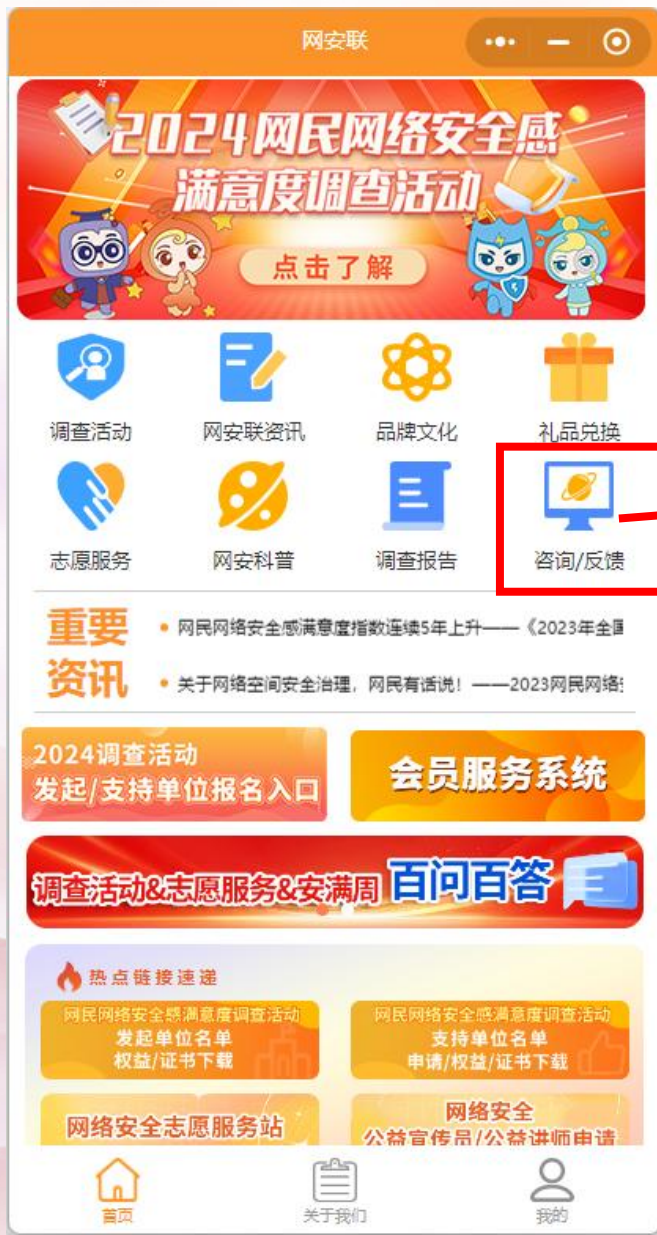 网安联
2024网民网络安全感
满意度调查活动
点击了解
调查活动
网安联资讯
品牌文化
礼品兑换
志愿服务
网安科普
调查报告
咨询/反馈
重要
资讯
网民网络安全感满意度指数连续5年上升——《2023年全国
关于网络空间安全治理，网民有话说！——2023网民网络安
2024调查活动
发起/支持单位报名入口
会员服务系统
调查活动&志愿服务&安满周 百问百答
热点链接速递
网民网络安全感满意度调查活动
发起单位名单
权益/证书下载
网民网络安全感满意度调查活动
支持单位名单
申请/权益/证书下载
网络安全志愿服务站
网络安全
公益宣传员/公益讲师申请
首页
关于我们
我的